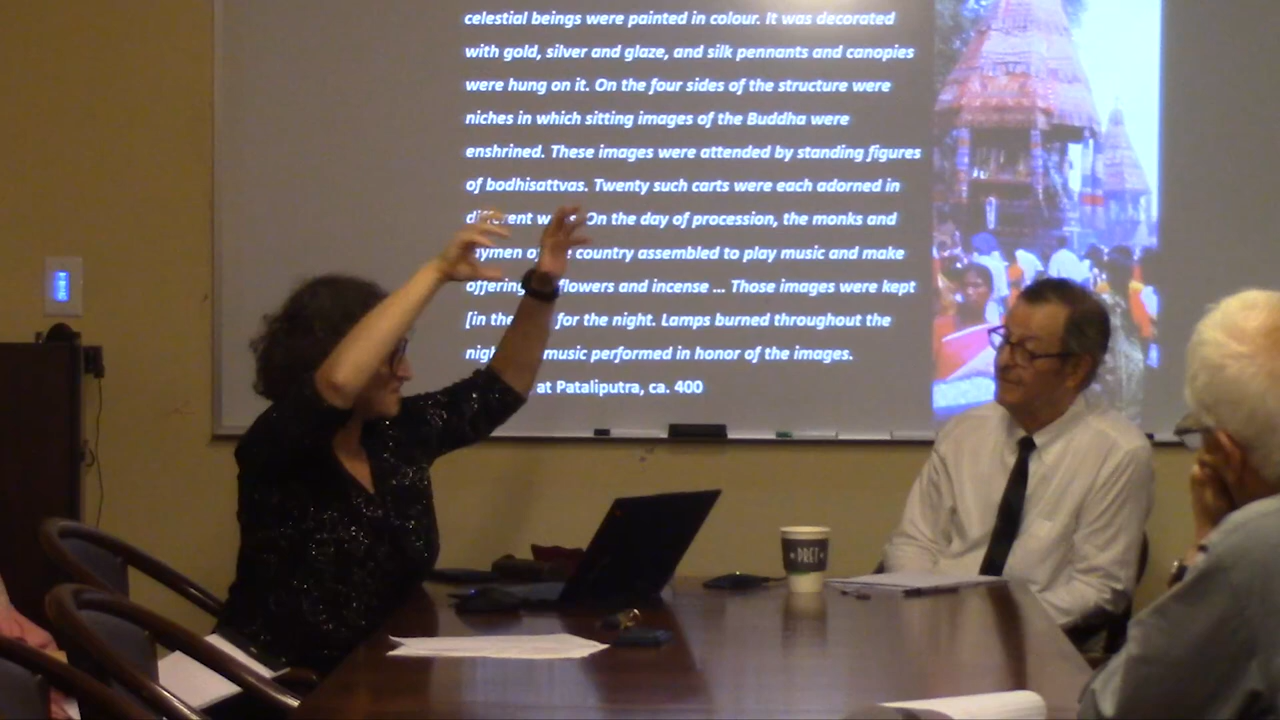 celestial beings were painted in colour. It was decorated
with gold, silver and glaze, and silk pennants and canopies
were hung on it. On the four sides of the structure were
niches in which sitting images of the Buddha were
enshrined. These images were attended by standing figures
of bodhisattvas. Twenty such carts were each adorned in
different On the day of procession, the monks and
country assembled to play music and make
flowers and incense ... Those images were kept
[in the for the night. Lamps burned throughout the
music performed in honor of the images.
at Pataliputra, ca. 400
PRET